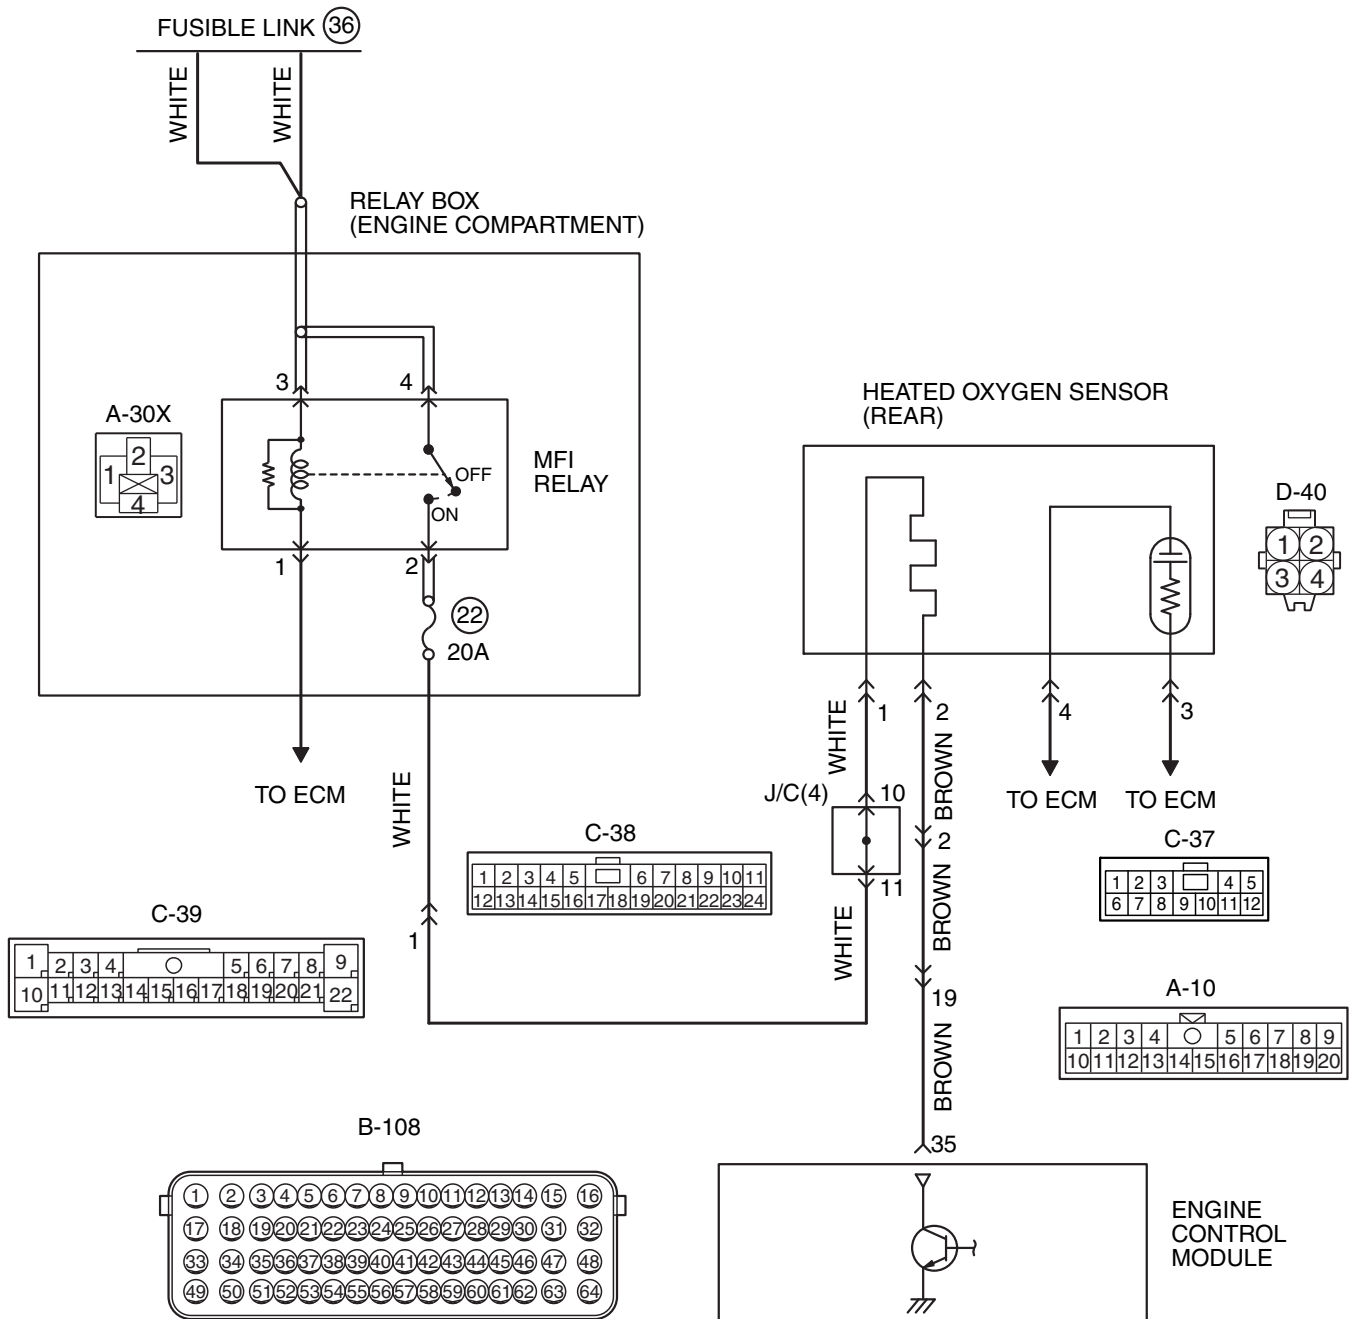 FUSIBLE LINK 36
WHITE
WHITE
RELAY BOX
(ENGINE COMPARTMENT)
3
4
A-30X
2
1
3
4
OFF
ON
MFI
RELAY
1
2
22
20A
TO ECM
WHITE
HEATED OXYGEN SENSOR
(REAR)
D-40
1 2
3 4
1
2
4
3
WHITE
BROWN
TO ECM
TO ECM
J/C(4)
10
2
11
C-38
1 2 3 4 5 6 7 8 9 10 11
12 13 14 15 16 17 18 19 20 21 22 23 24
C-37
1 2 3 4 5
6 7 8 9 10 11 12
C-39
1 2 3 4 5 6 7 8 9
10 11 12 13 14 15 16 17 18 19 20 21 22
1
WHITE
BROWN
19
A-10
1 2 3 4 5 6 7 8 9
10 11 12 13 14 15 16 17 18 19 20
BROWN
35
B-108
1 2 3 4 5 6 7 8 9 10 11 12 13 14 15 16
17 18 19 20 21 22 23 24 25 26 27 28 29 30 31 32
33 34 35 36 37 38 39 40 41 42 43 44 45 46 47 48
49 50 51 52 53 54 55 56 57 58 59 60 61 62 63 64
ENGINE
CONTROL
MODULE